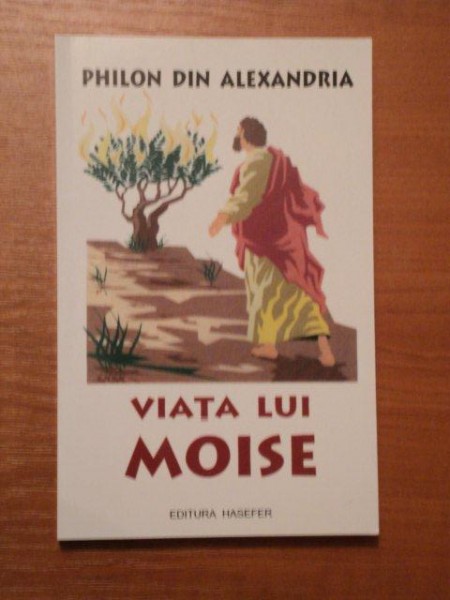 PHILON DIN ALEXANDRIA
VIAȚA LUI
MOISE
EDITURA HASEFER